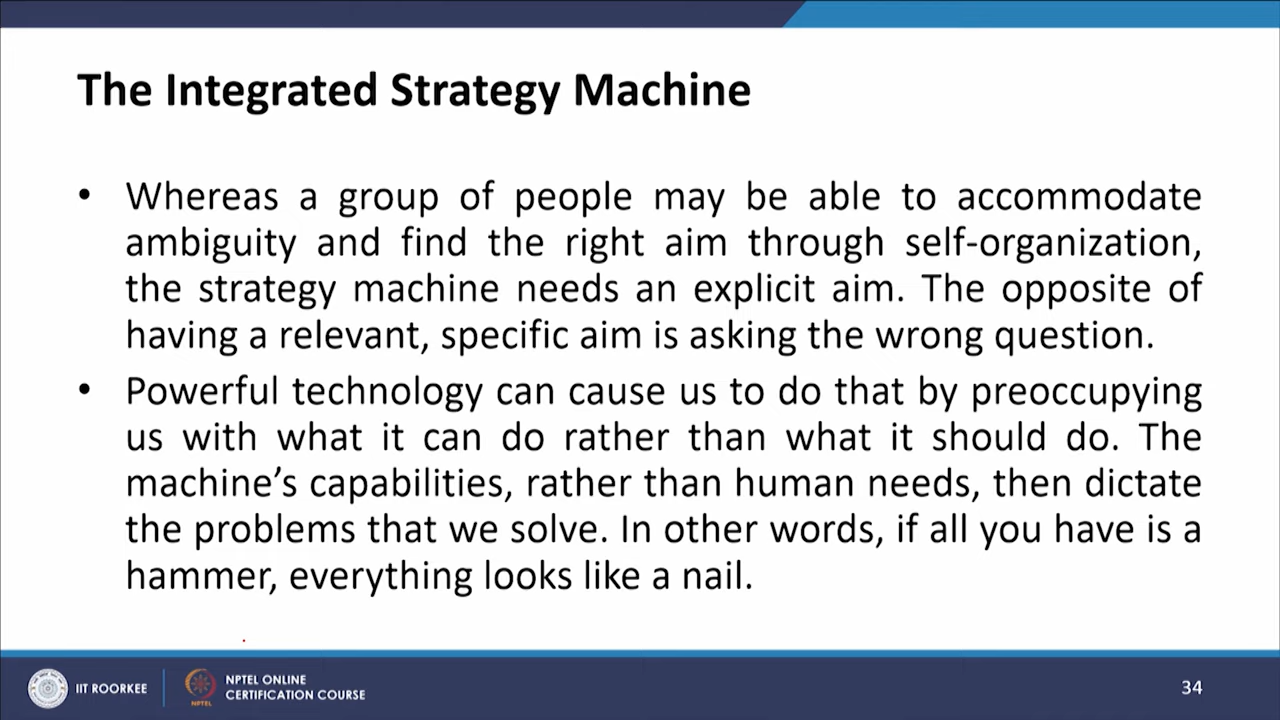 The Integrated Strategy Machine
• Whereas a group of people may be able to accommodate
ambiguity and find the right aim through self-organization,
the strategy machine needs an explicit aim. The opposite of
having a relevant, specific aim is asking the wrong question.
• Powerful technology can cause us to do that by preoccupying
us with what it can do rather than what it should do. The
machine’s capabilities, rather than human needs, then dictate
the problems that we solve. In other words, if all you have is a
hammer, everything looks like a nail.
IIT ROORKEE
NPTEL
NPTEL ONLINE
CERTIFICATION COURSE
34